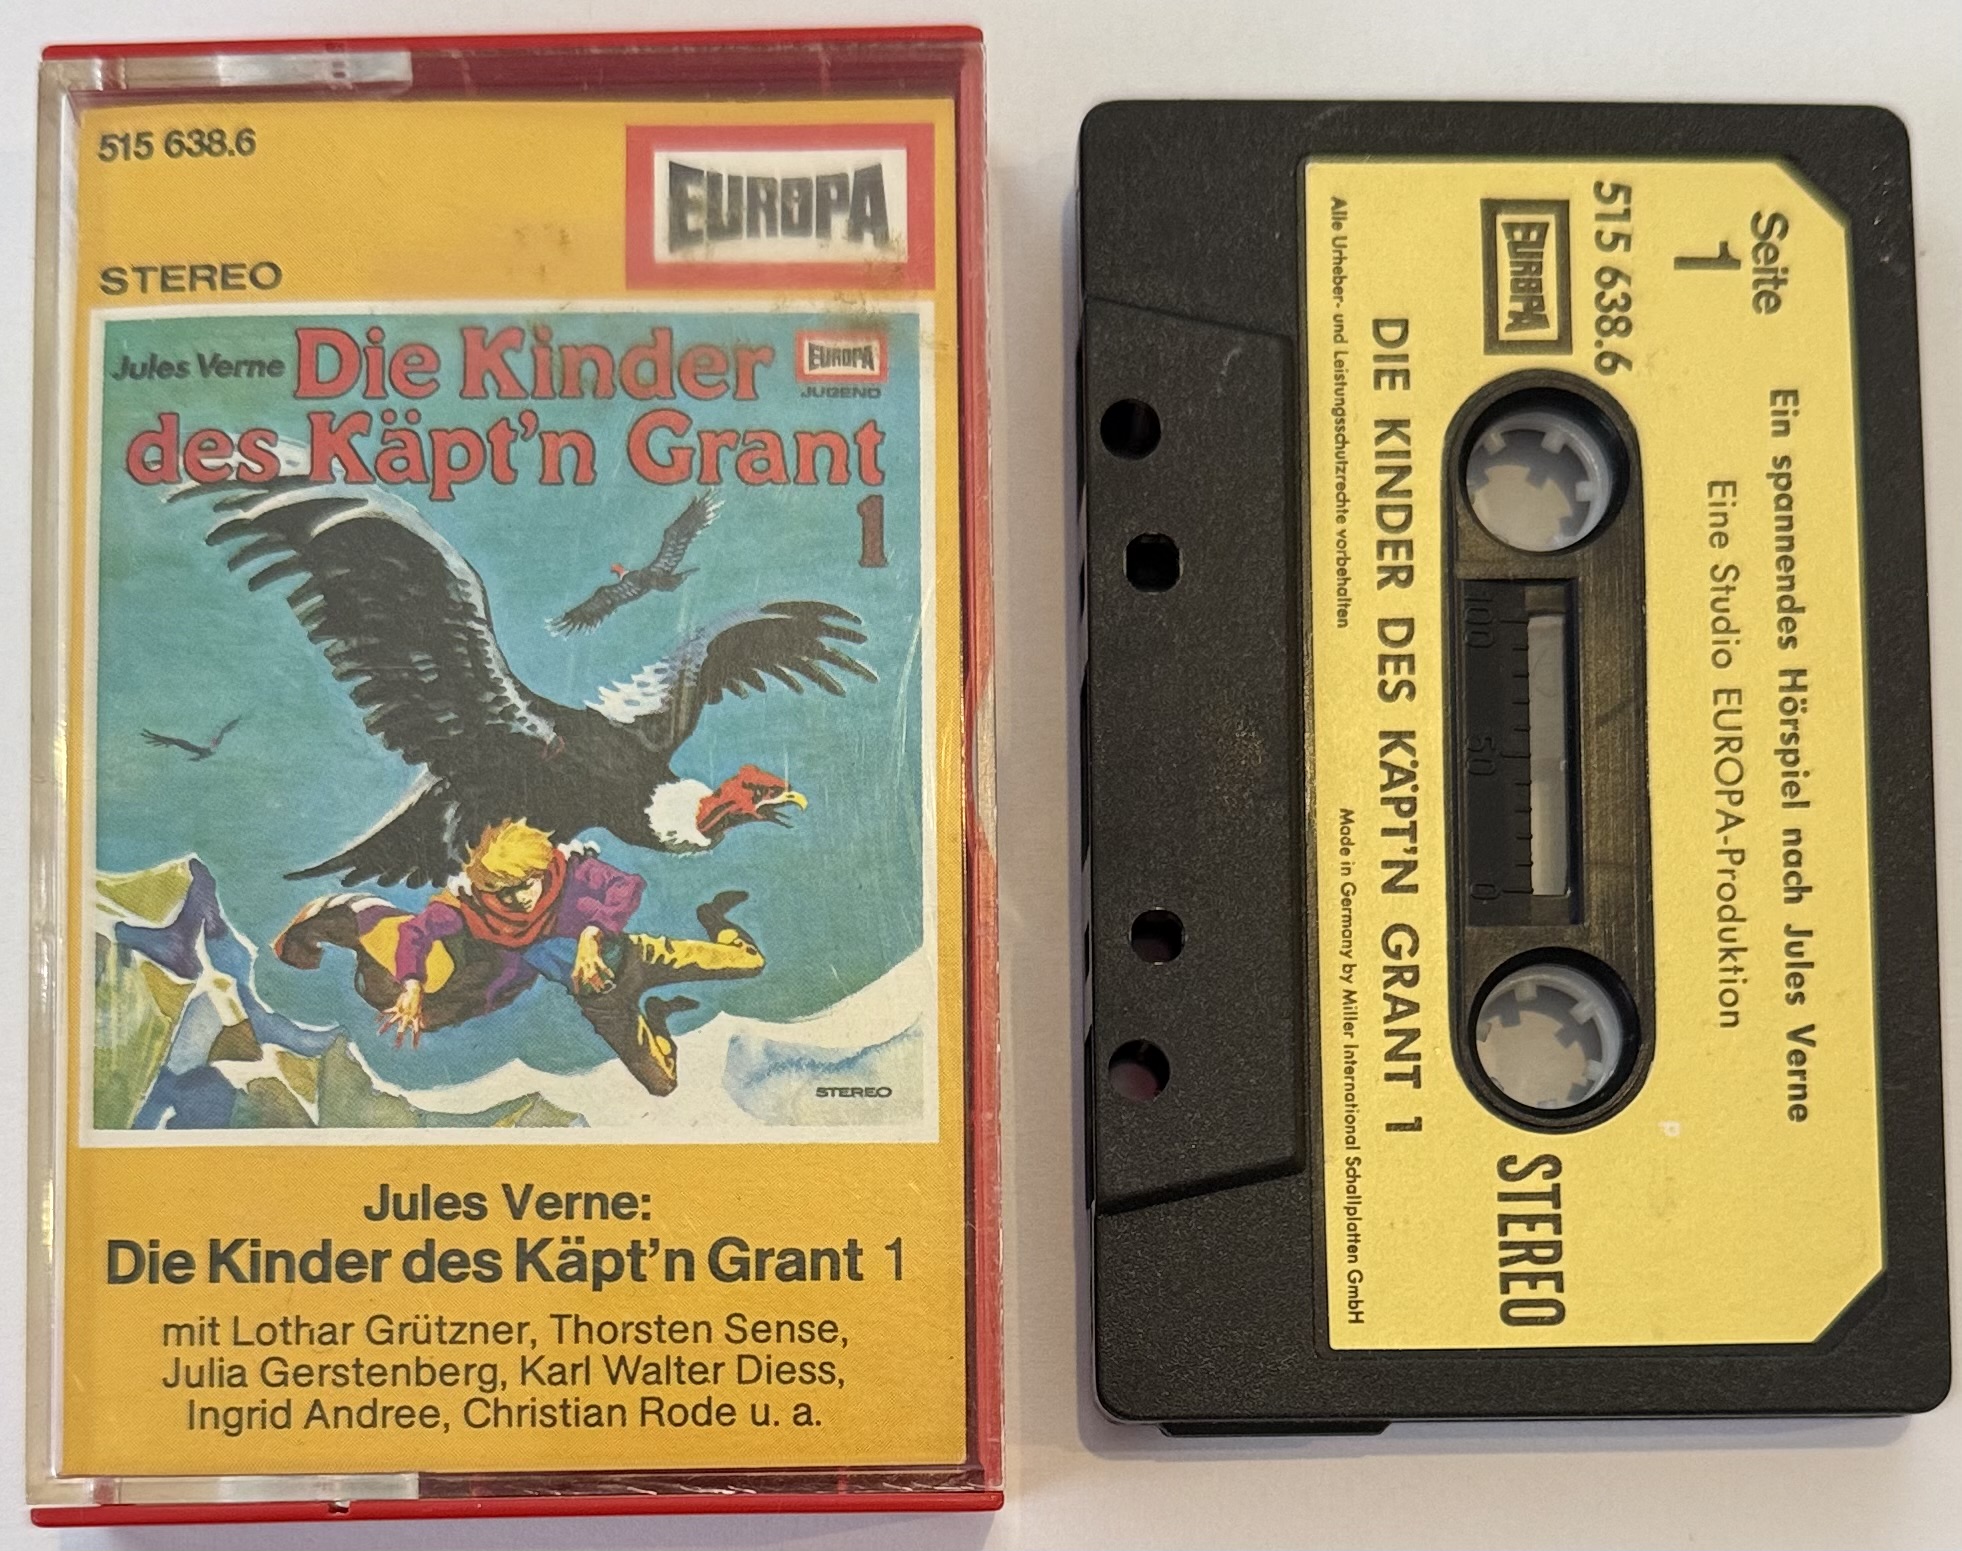 515 638.6
EUROPA
STEREO
Jules Verne
Die Kinder
EUROPA
JUGEND
des Käpt'n Grant
1
STEREO
Jules Verne:
Die Kinder des Käpt'n Grant 1
mit Lothar Grützner, Thorsten Sense,
Julia Gerstenberg, Karl Walter Diess,
Ingrid Andree, Christian Rode u. a.
Seite
1
Ein spannendes Hörspiel nach Jules Verne
Eine Studio EUROPA-Produktion
515 638.6
EUROPA
STEREO
100
50
0
DIE KINDER DES KÄPT'N GRANT 1
Alle Urheber- und Leistungsschutzrechte vorbehalten
Made in Germany by Miller International Schallplatten GmbH
P